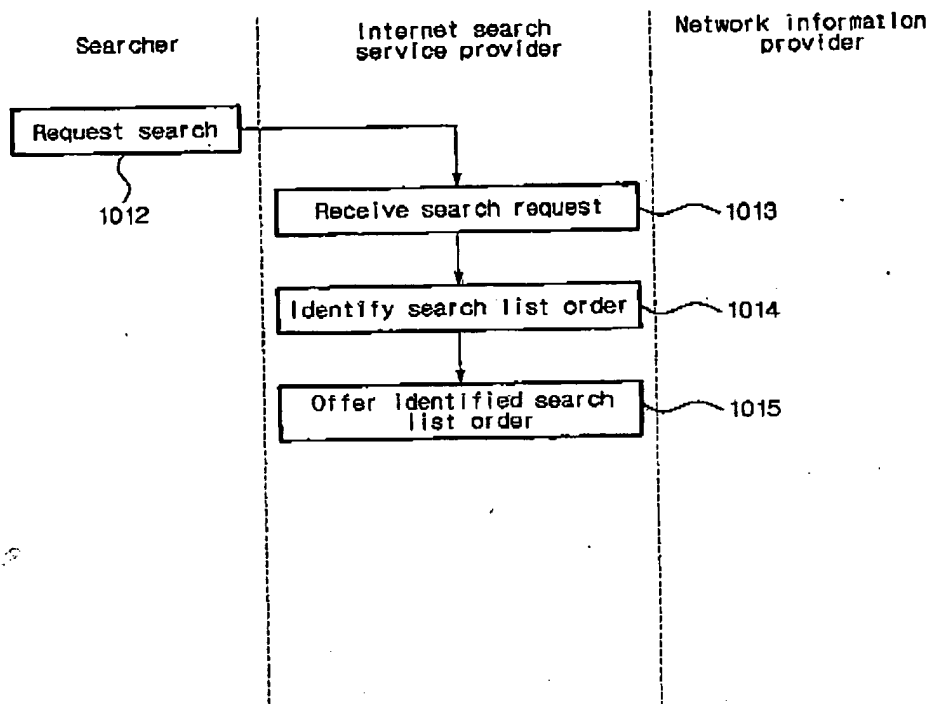 Searcher
Internet search
service provider
Network information
provider
Request search
1012
Receive search request
1013
Identify search list order
1014
Offer identified search
list order
1015